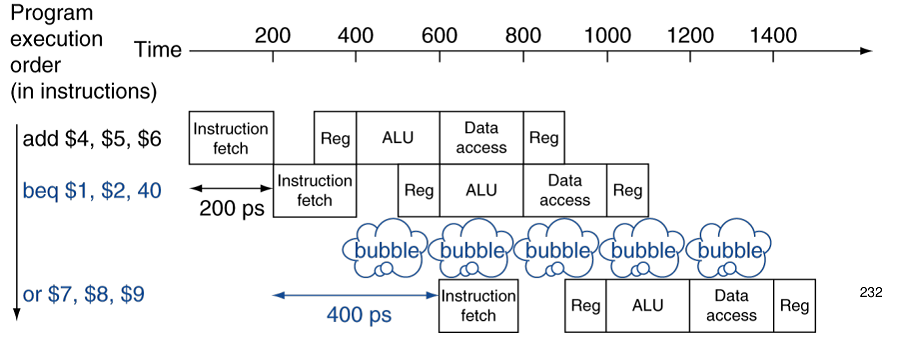 Program
execution
order
(in instructions)
Time
200 400 600 800 1000 1200 1400
add $4, $5, $6
Instruction
fetch
Reg
ALU
Data
access
Reg
beq $1, $2, 40
200 ps
Instruction
fetch
Reg
ALU
Data
access
Reg
bubble bubble bubble bubble bubble
or $7, $8, $9
400 ps
Instruction
fetch
Reg
ALU
Data
access
Reg
232